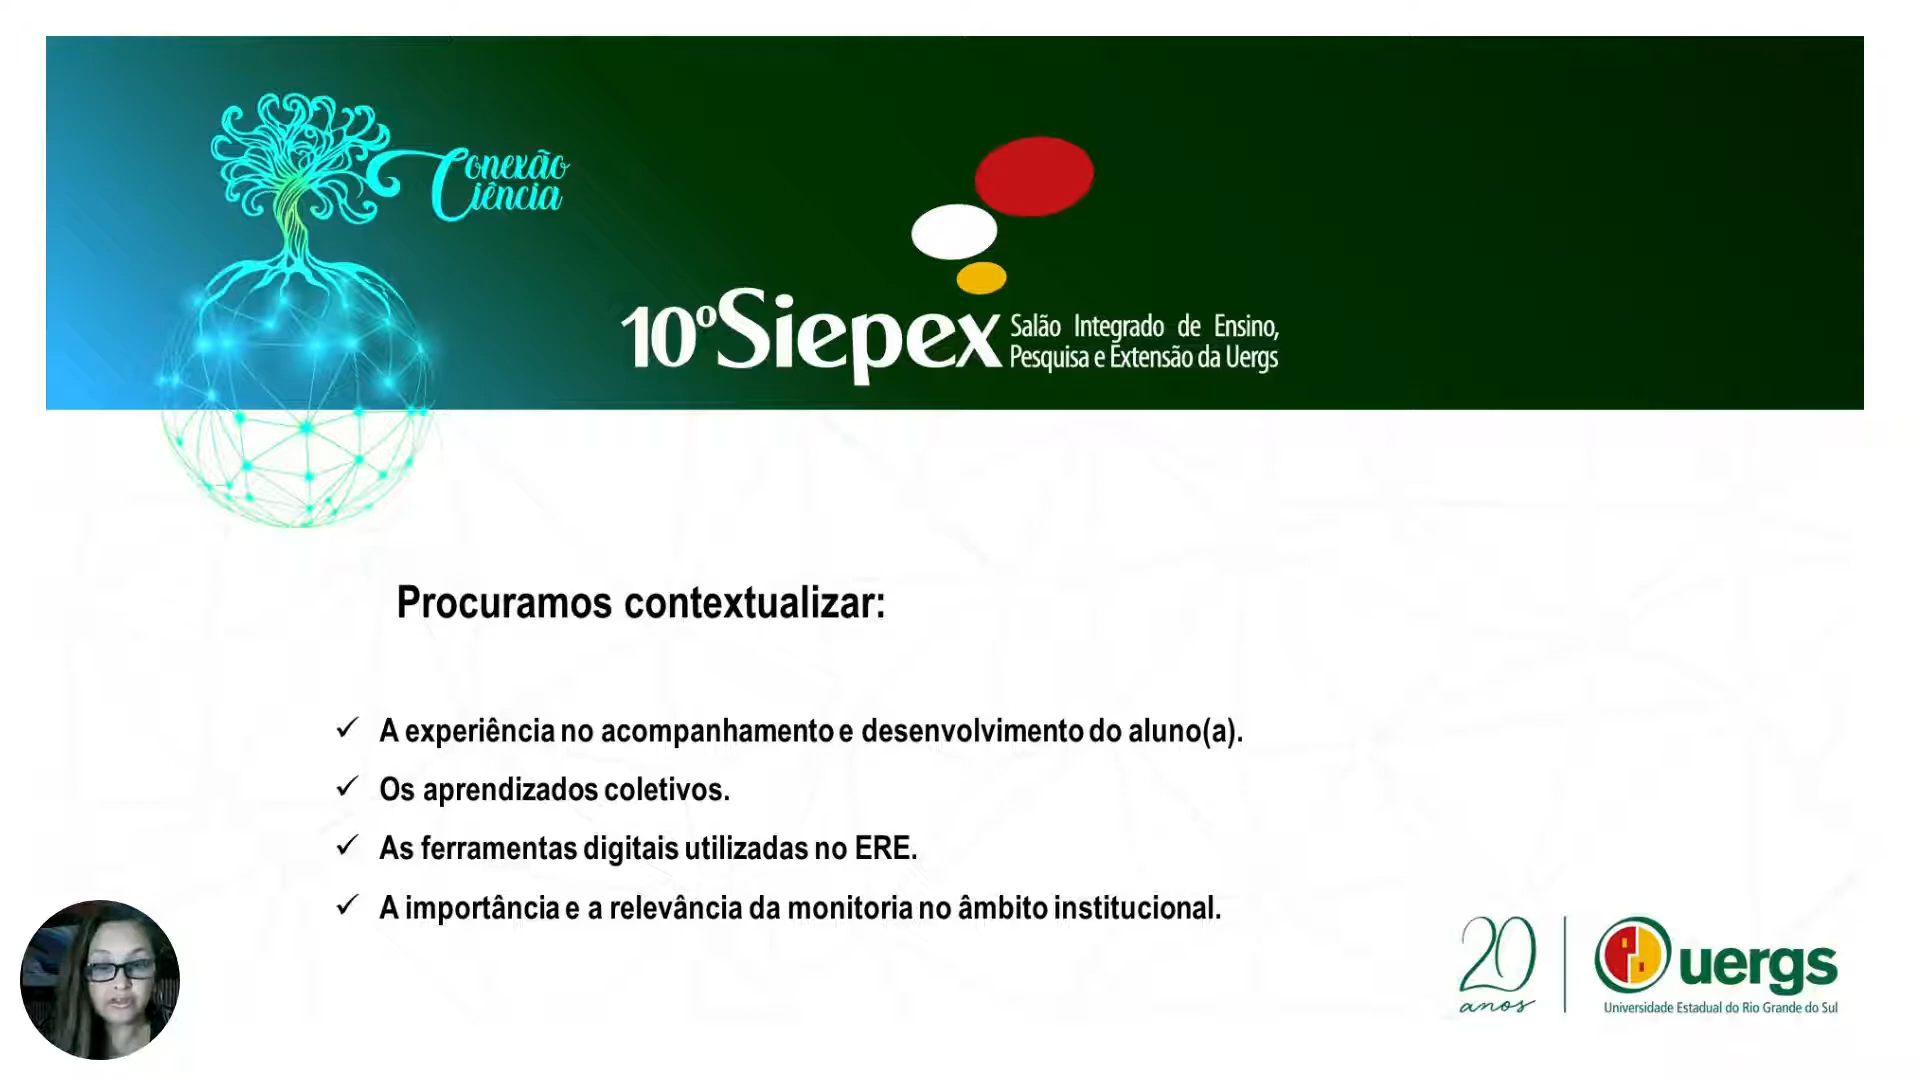 Conexão
Ciência
10º Siepex
Salão Integrado de Ensino,
Pesquisa e Extensão da Uergs
Procuramos contextualizar:
✓ A experiência no acompanhamento e desenvolvimento do aluno(a).
✓ Os aprendizados coletivos.
✓ As ferramentas digitais utilizadas no ERE.
✓ A importância e a relevância da monitoria no âmbito institucional.
20
anos
uergs
Universidade Estadual do Rio Grande do Sul